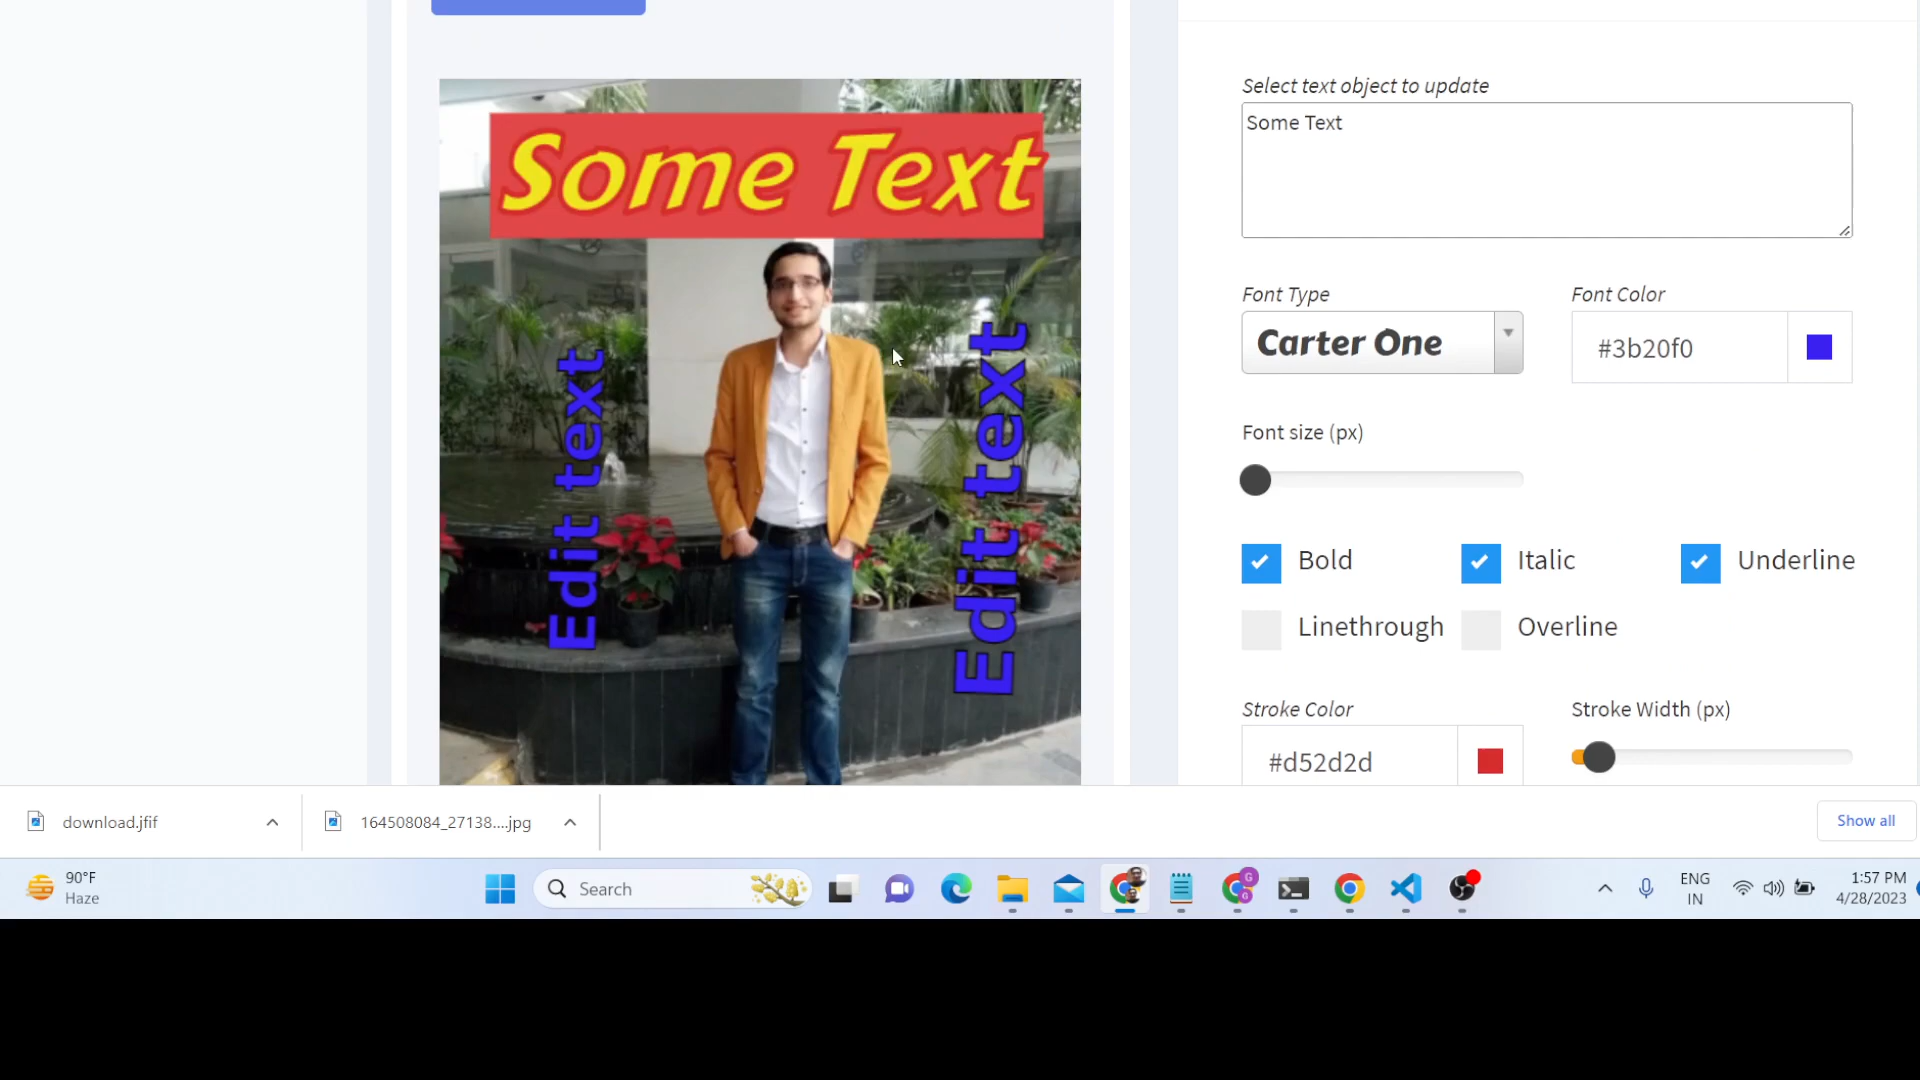 Select text object to update
Some Text
Some Text
Font Type
Font Color
Carter One
#3b20f0
Edit text
Edit text
Font size (px)
Bold
Italic
Underline
Linethrough
Overline
Stroke Color
Stroke Width (px)
#d52d2d
download.jfif
164508084_27138....jpg
Show all
90°F
Haze
Search
ENG
IN
1:57 PM
4/28/2023